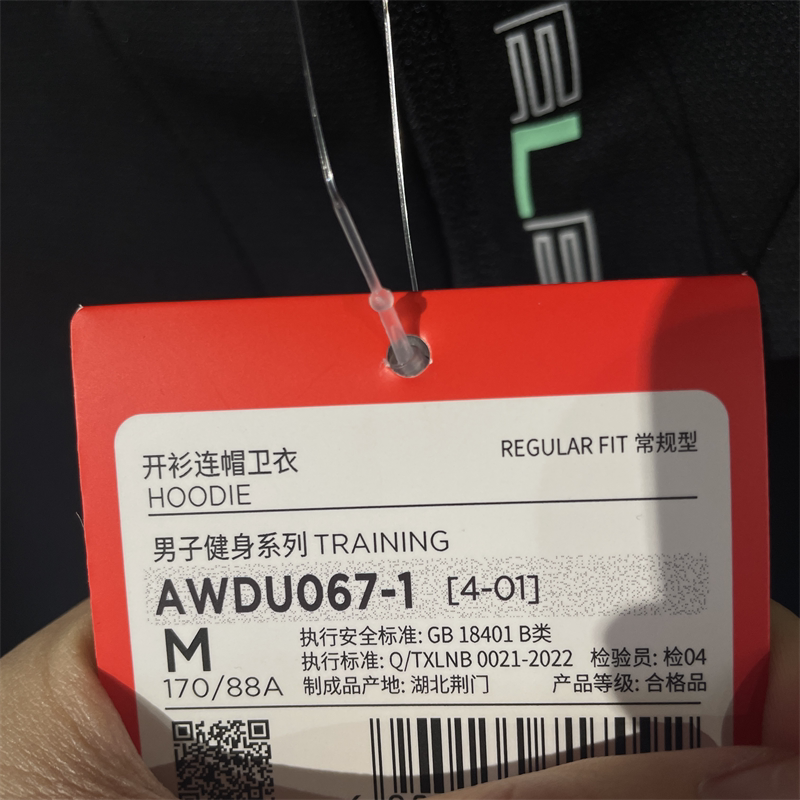 LE
开衫连帽卫衣
HOODIE
REGULAR FIT 常规型
男子健身系列 TRAINING
AWDU067-1 [4-01]
M
170/88A
执行安全标准: GB 18401 B类
执行标准: Q/TXLNB 0021-2022 检验员: 检04
制成品产地: 湖北荆门 产品等级: 合格品